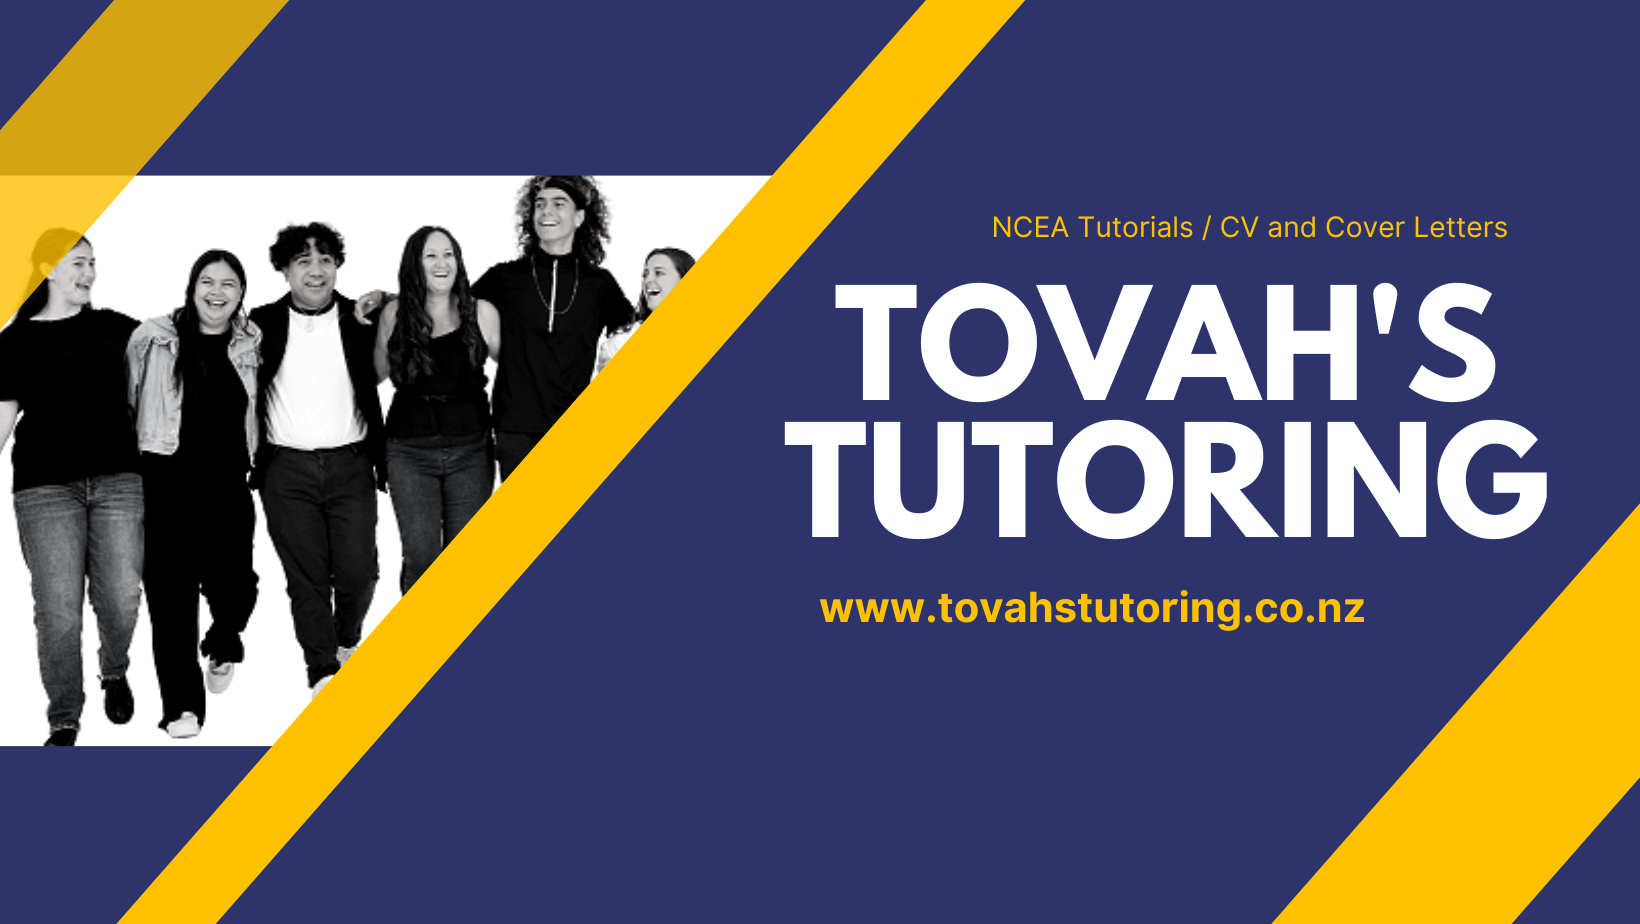 NCEA Tutorials / CV and Cover Letters
TOVAH'S
TUTORING
www.tovahstutoring.co.nz